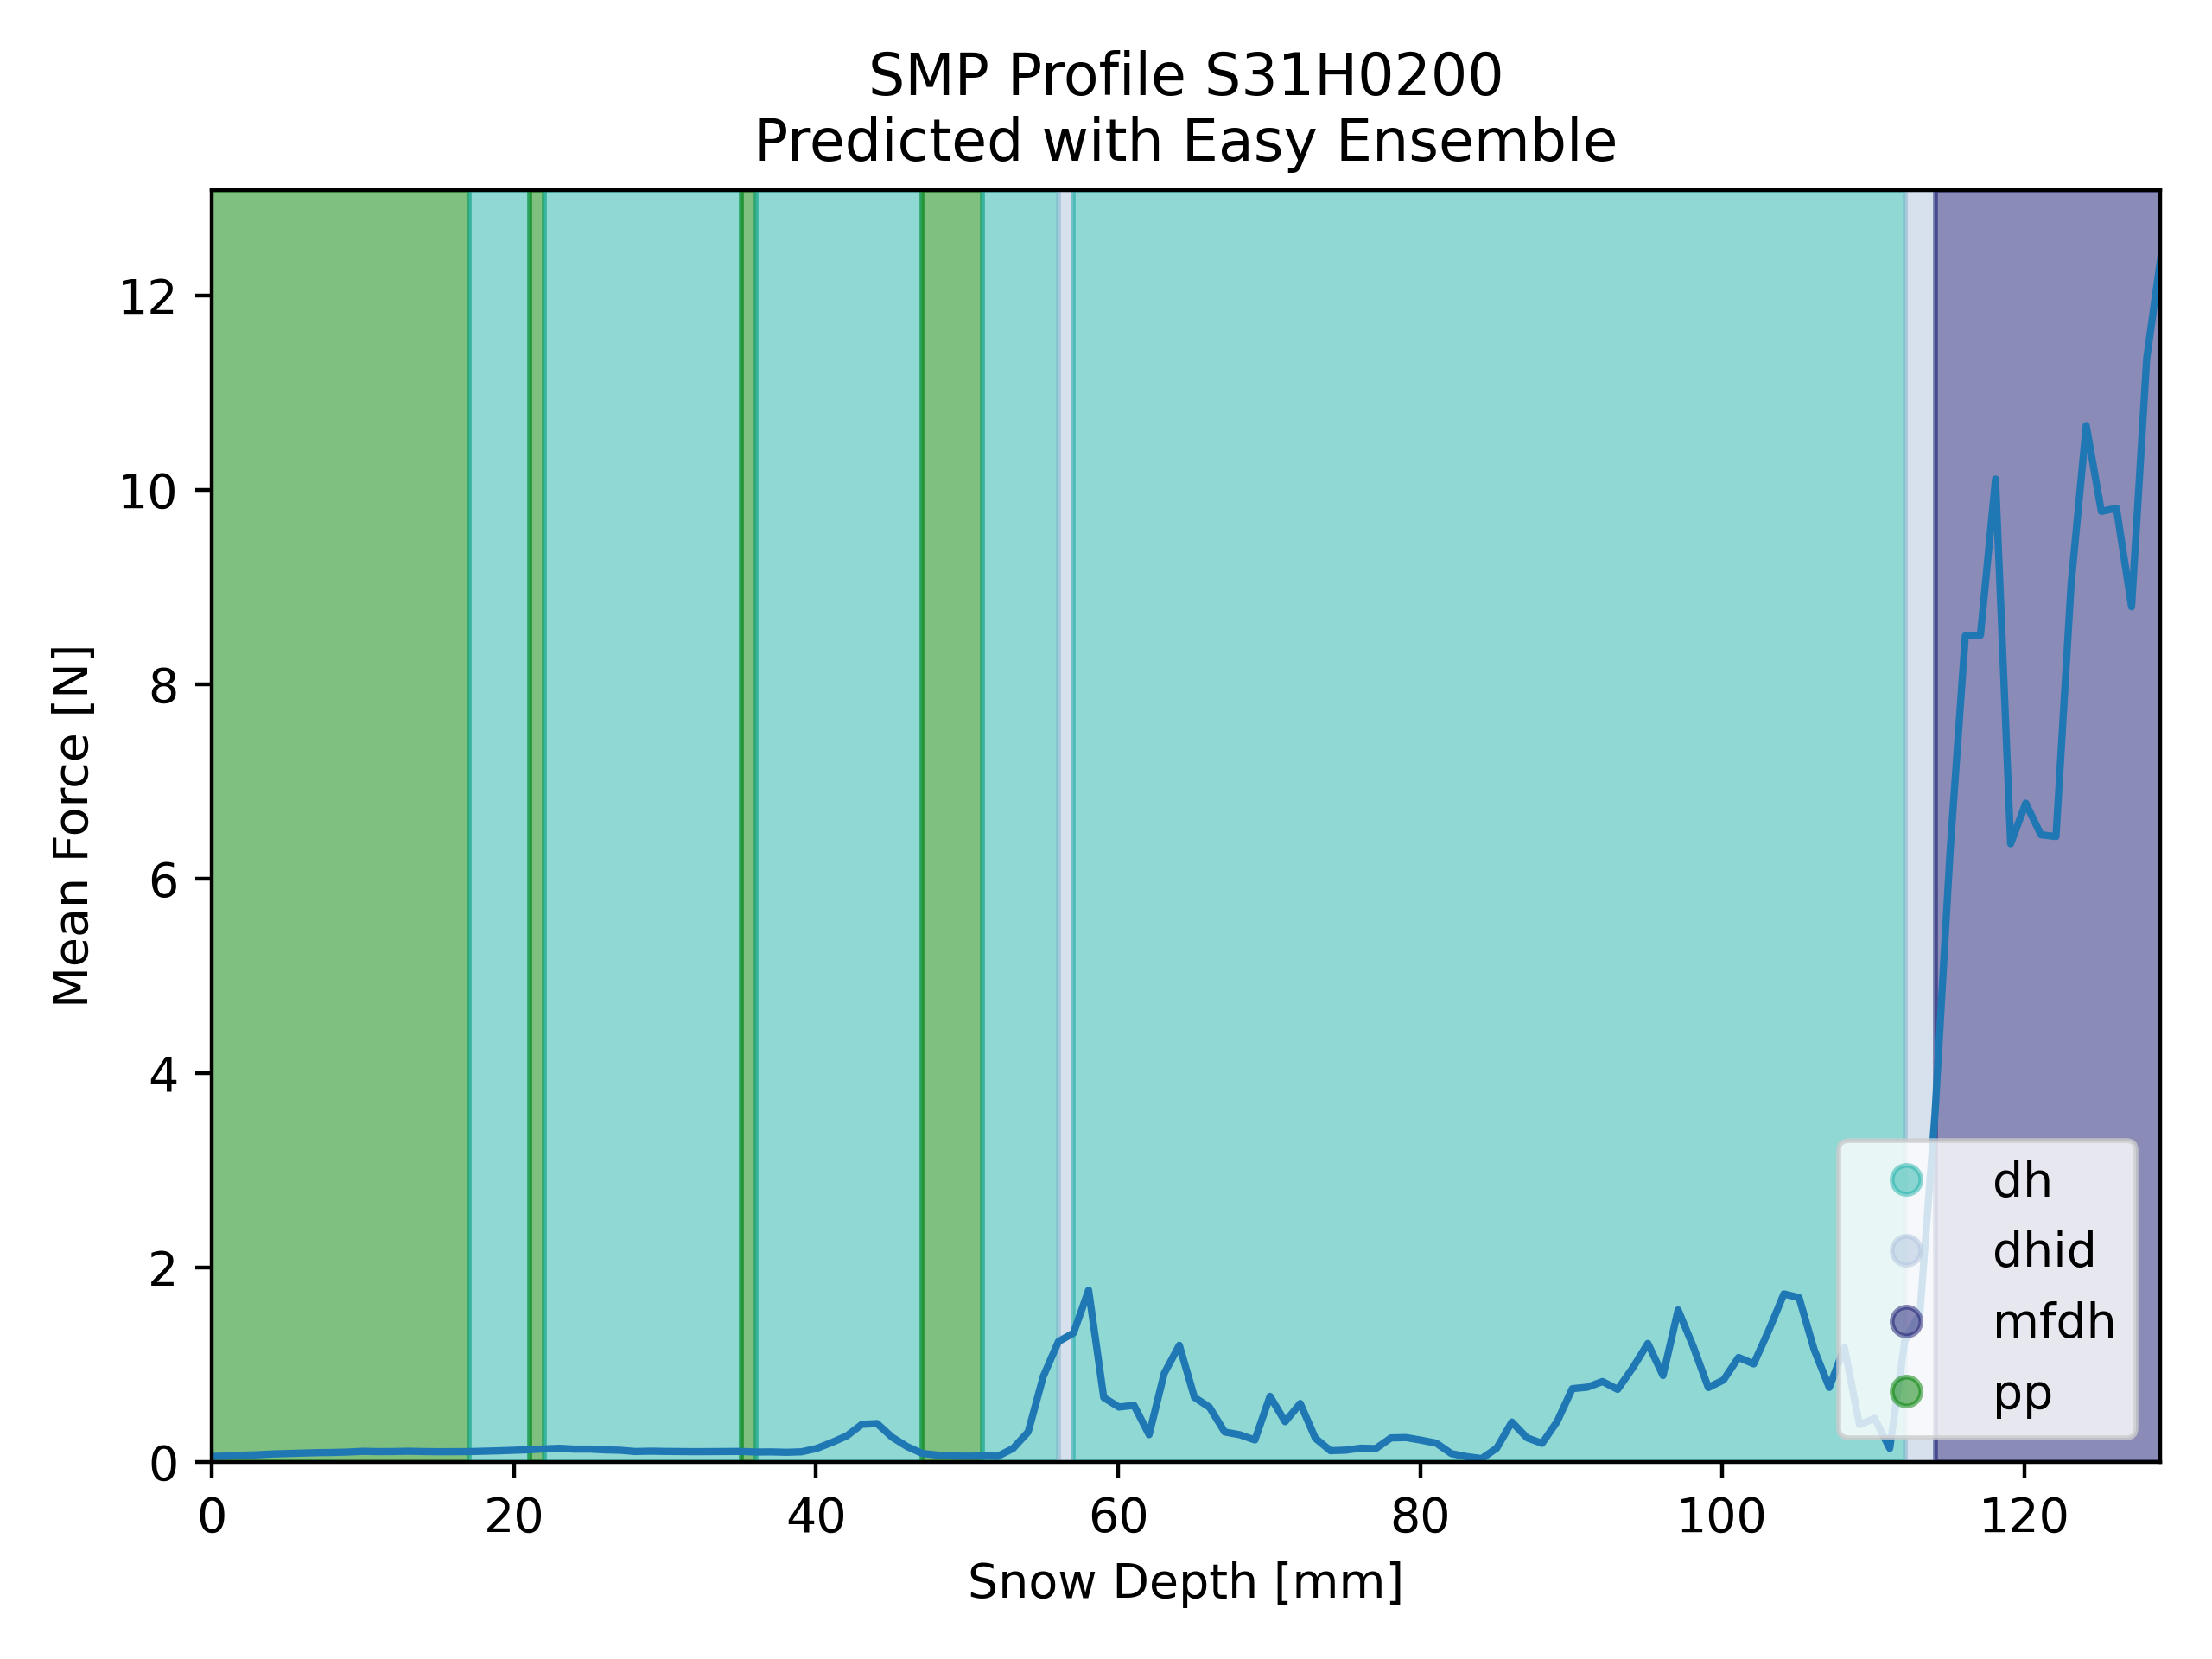 SMP Profile S31H0200
Predicted with Easy Ensemble
Mean Force [N]
12
10
8
6
4
2
0
dh
dhid
mfdh
pp
0 20 40 60 80 100 120
Snow Depth [mm]